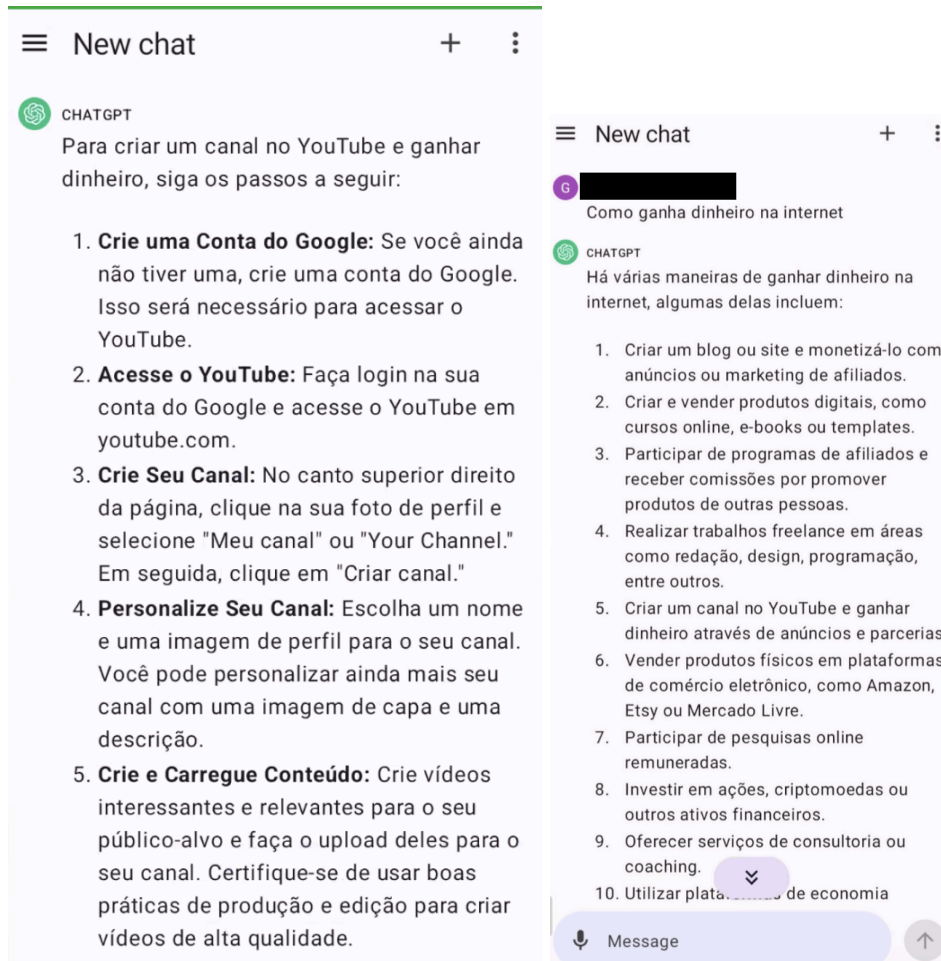 New chat
CHATGPT
Para criar um canal no YouTube e ganhar
dinheiro, siga os passos a seguir:
1. Crie uma Conta do Google: Se você ainda
não tiver uma, crie uma conta do Google.
Isso será necessário para acessar o
YouTube.
2. Acesse o YouTube: Faça login na sua
conta do Google e acesse o YouTube em
youtube.com.
3. Crie Seu Canal: No canto superior direito
da página, clique na sua foto de perfil e
selecione "Meu canal" ou "Your Channel."
Em seguida, clique em "Criar canal."
4. Personalize Seu Canal: Escolha um nome
e uma imagem de perfil para o seu canal.
Você pode personalizar ainda mais seu
canal com uma imagem de capa e uma
descrição.
5. Crie e Carregue Conteúdo: Crie vídeos
interessantes e relevantes para o seu
público-alvo e faça o upload deles para o
seu canal. Certifique-se de usar boas
práticas de produção e edição para criar
vídeos de alta qualidade.
New chat
G
Como ganha dinheiro na internet
CHATGPT
Há várias maneiras de ganhar dinheiro na
internet, algumas delas incluem:
1. Criar um blog ou site e monetizá-lo com
anúncios ou marketing de afiliados.
2. Criar e vender produtos digitais, como
cursos online, e-books ou templates.
3. Participar de programas de afiliados e
receber comissões por promover
produtos de outras pessoas.
4. Realizar trabalhos freelance em áreas
como redação, design, programação,
entre outros.
5. Criar um canal no YouTube e ganhar
dinheiro através de anúncios e parcerias
6. Vender produtos físicos em plataformas
de comércio eletrônico, como Amazon,
Etsy ou Mercado Livre.
7. Participar de pesquisas online
remuneradas.
8. Investir em ações, criptomoedas ou
outros ativos financeiros.
9. Oferecer serviços de consultoria ou
coaching.
10. Utilizar de economia
Message